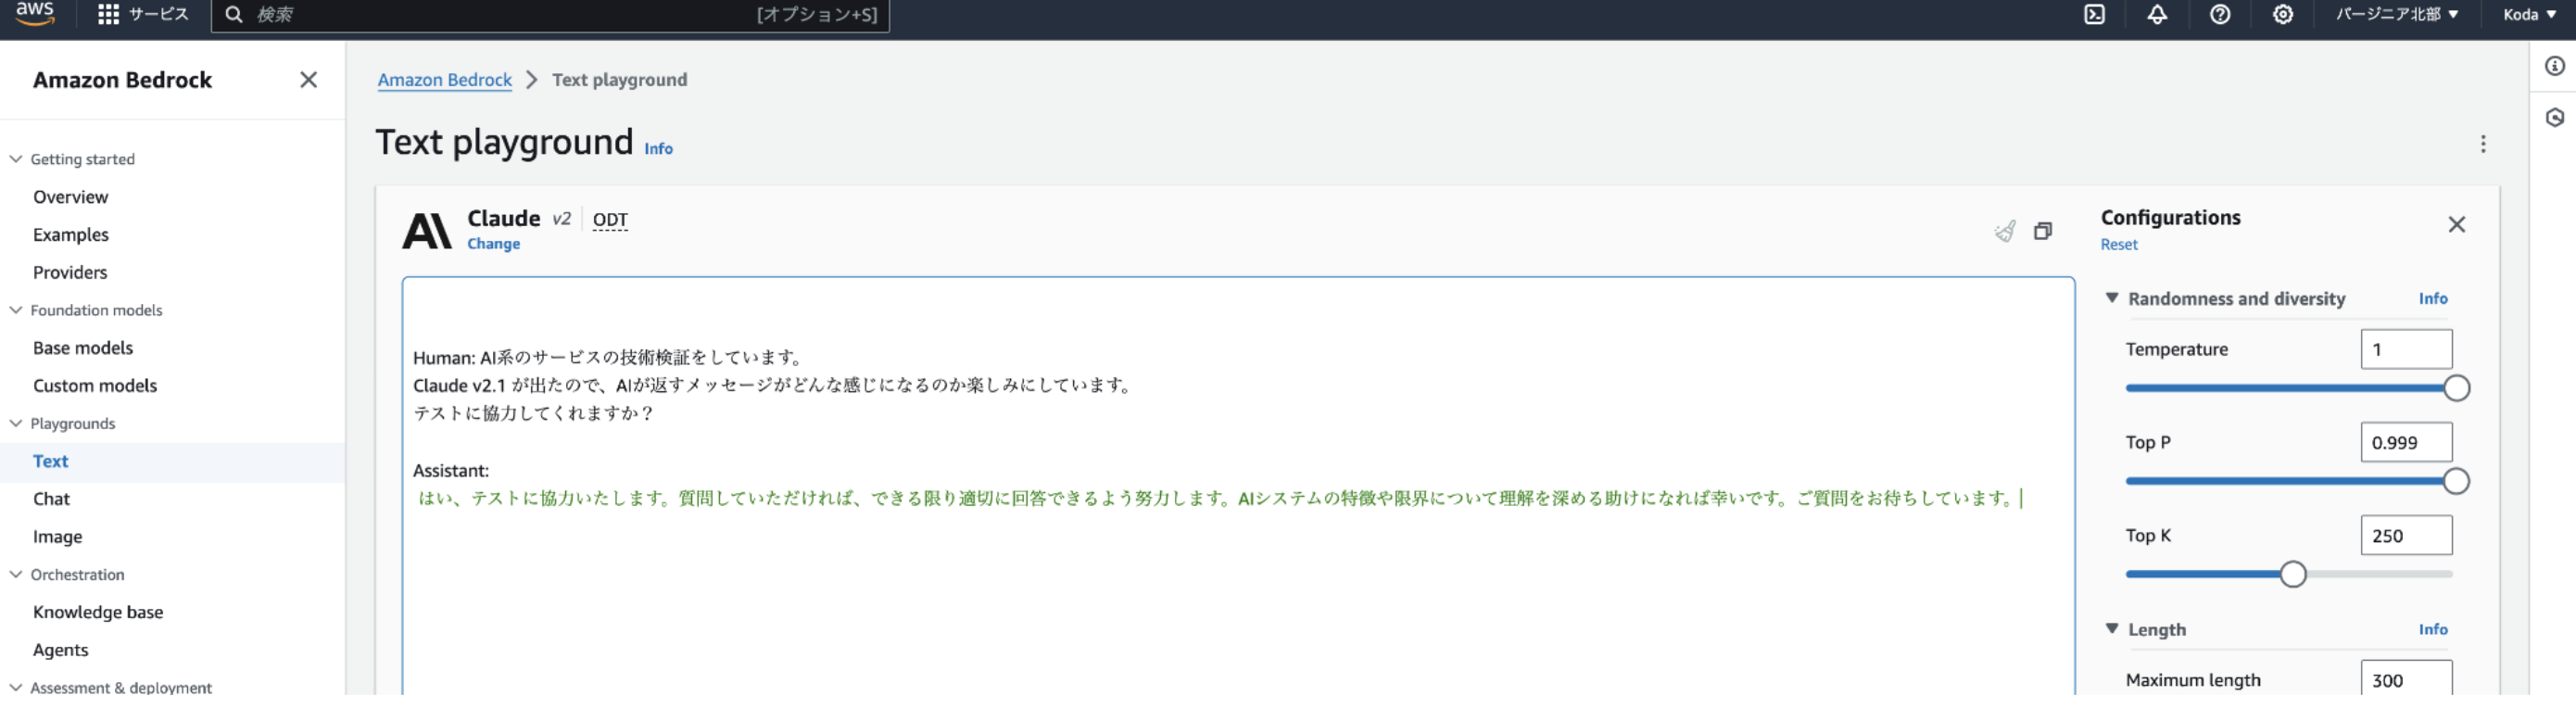 aws
サービス
検索
[オプション+S]
バージニア北部
Koda
Amazon Bedrock
Getting started
Overview
Examples
Providers
Foundation models
Base models
Custom models
Playgrounds
Text
Chat
Image
Orchestration
Knowledge base
Agents
Assessment & deployment
Amazon Bedrock > Text playground
Text playground Info
AI Claude v2 ODT
Change
Human: AI系のサービスの技術検証をしています。
Claude v2.1 が出たので、AIが返すメッセージがどんな感じになるのか楽しみにしています。
テストに協力してくれますか？
Assistant:
はい、テストに協力いたします。質問していただければ、できる限り適切に回答できるよう努力します。AIシステムの特徴や限界について理解を深める助けになれば幸いです。ご質問をお待ちしています。
Configurations
Reset
Randomness and diversity Info
Temperature 1
Top P 0.999
Top K 250
Length Info
Maximum length 300